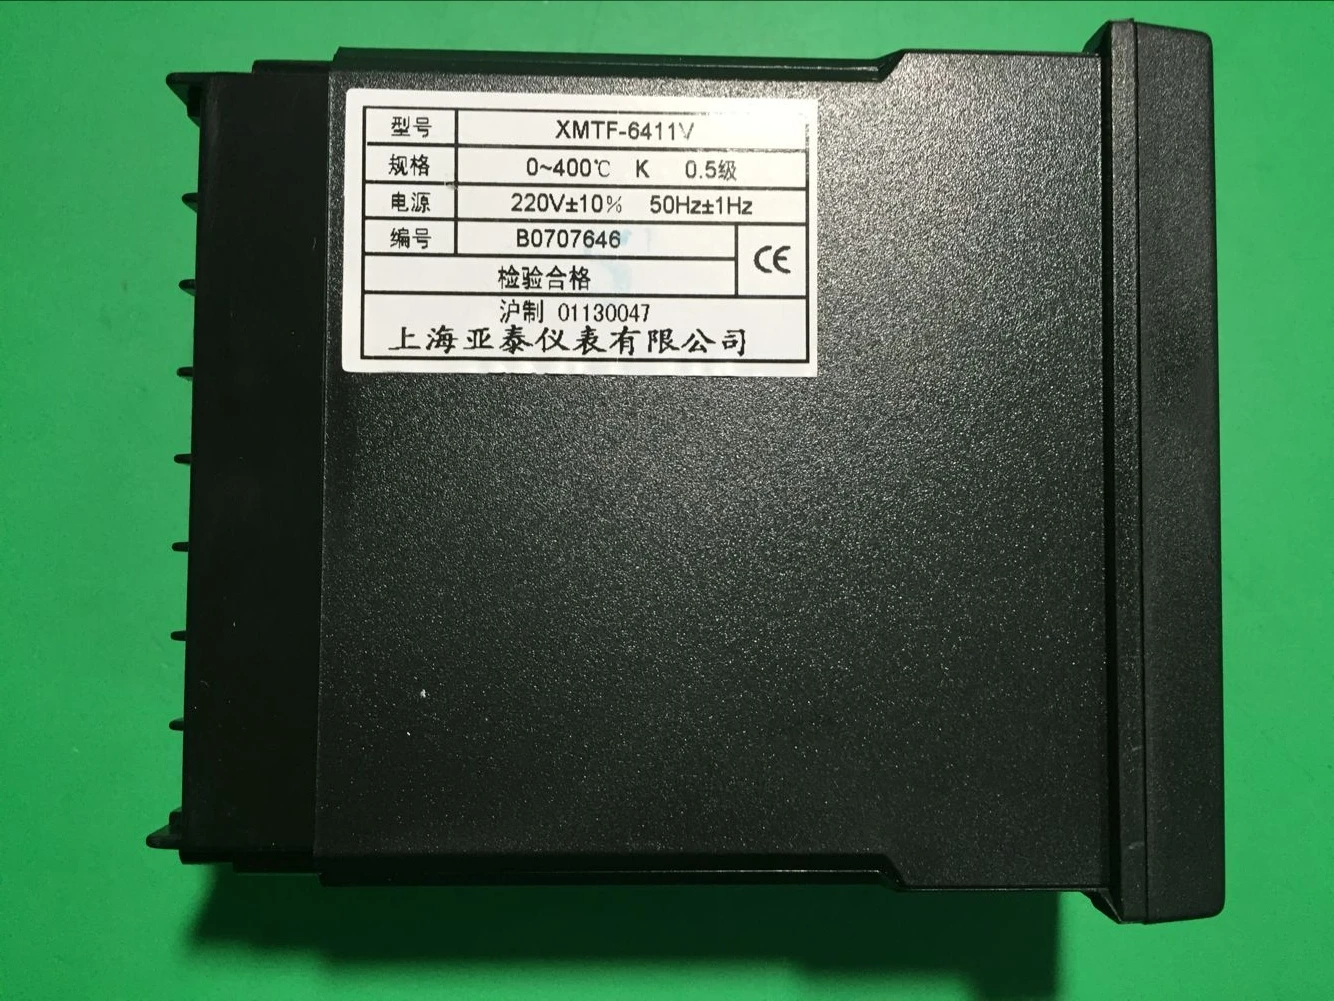 型号 XMTF-6411V
规格 0~400℃ K 0.5级
电源 220V±10% 50Hz±1Hz
编号 B0707646
CE
检验合格
沪制 01130047
上海亚泰仪表有限公司